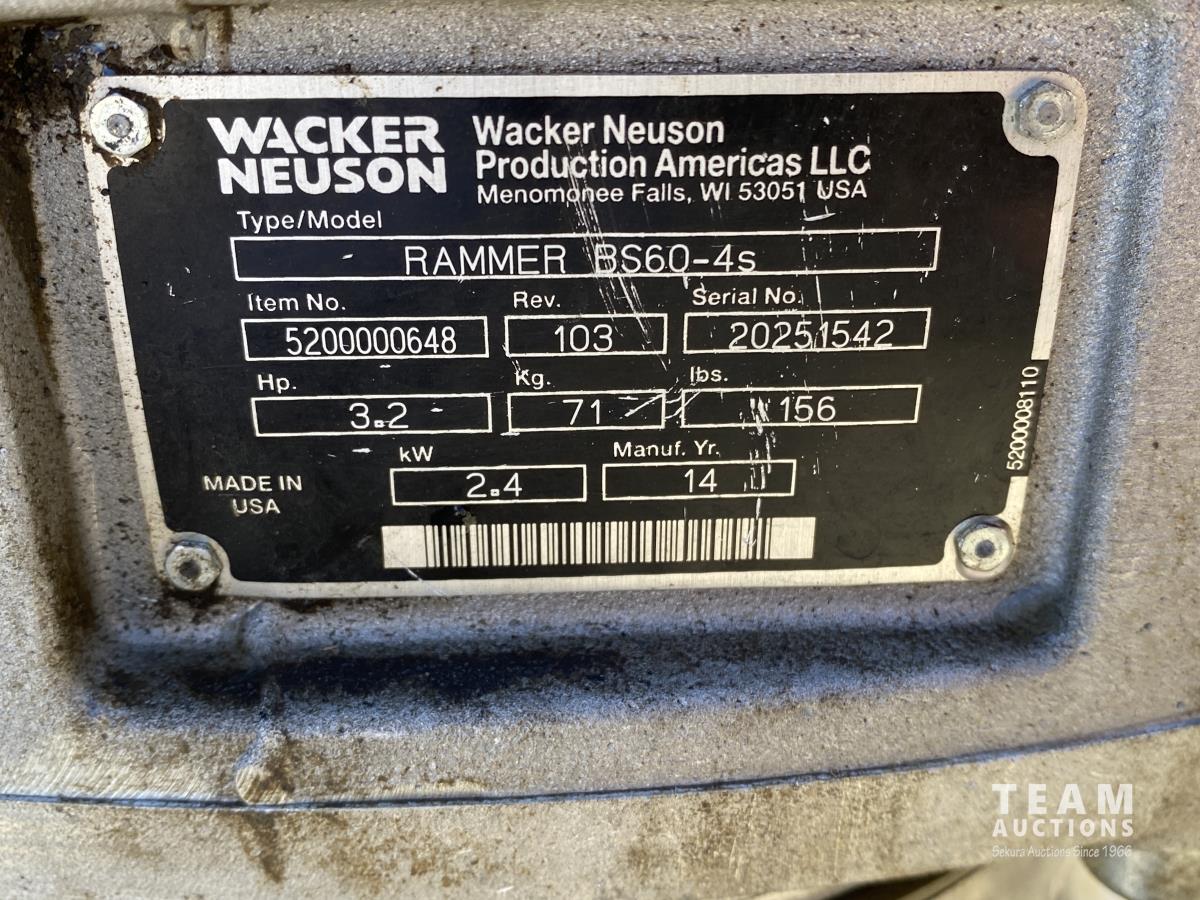 WACKER
NEUSON
Wacker Neuson
Production Americas LLC
Menomonee Falls, WI 53051 USA
Type/Model
RAMMER BS60-4s
Item No. Rev. Serial No.
5200000648 103 20251542
Hp. Kg. lbs.
3.2 71 156
kW Manuf. Yr.
2.4 14
MADE IN
USA
5200008110
TEAM
AUCTIONS
Sekura Auctions Since 1966